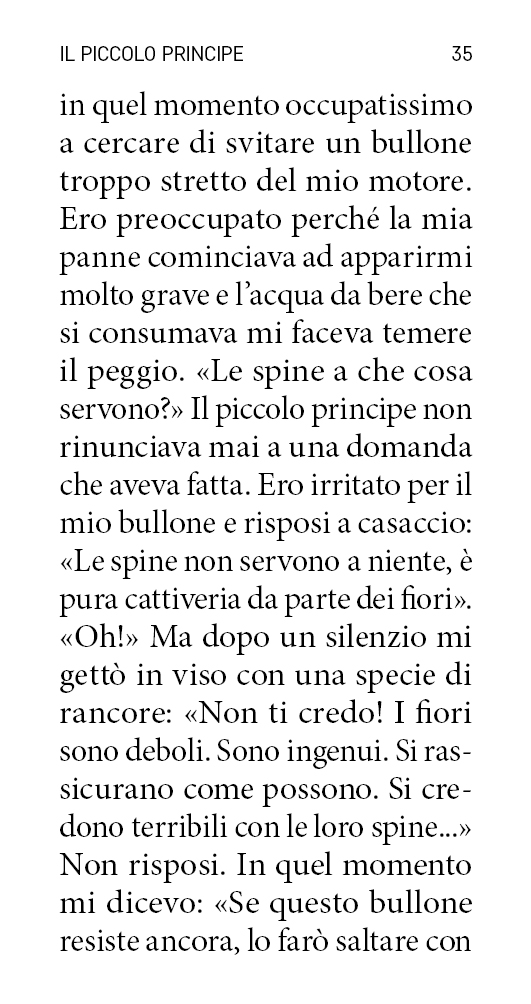 IL PICCOLO PRINCIPE 35
in quel momento occupatissimo
a cercare di svitare un bullone
troppo stretto del mio motore.
Ero preoccupato perché la mia
panne cominciava ad apparirmi
molto grave e l’acqua da bere che
si consumava mi faceva temere
il peggio. «Le spine a che cosa
servono?» Il piccolo principe non
rinunciava mai a una domanda
che aveva fatta. Ero irritato per il
mio bullone e risposi a casaccio:
«Le spine non servono a niente, è
pura cattiveria da parte dei fiori».
«Oh!» Ma dopo un silenzio mi
gettò in viso con una specie di
rancore: «Non ti credo! I fiori
sono deboli. Sono ingenui. Si ras-
sicurano come possono. Si cre-
dono terribili con le loro spine...»
Non risposi. In quel momento
mi dicevo: «Se questo bullone
resiste ancora, lo farò saltare con